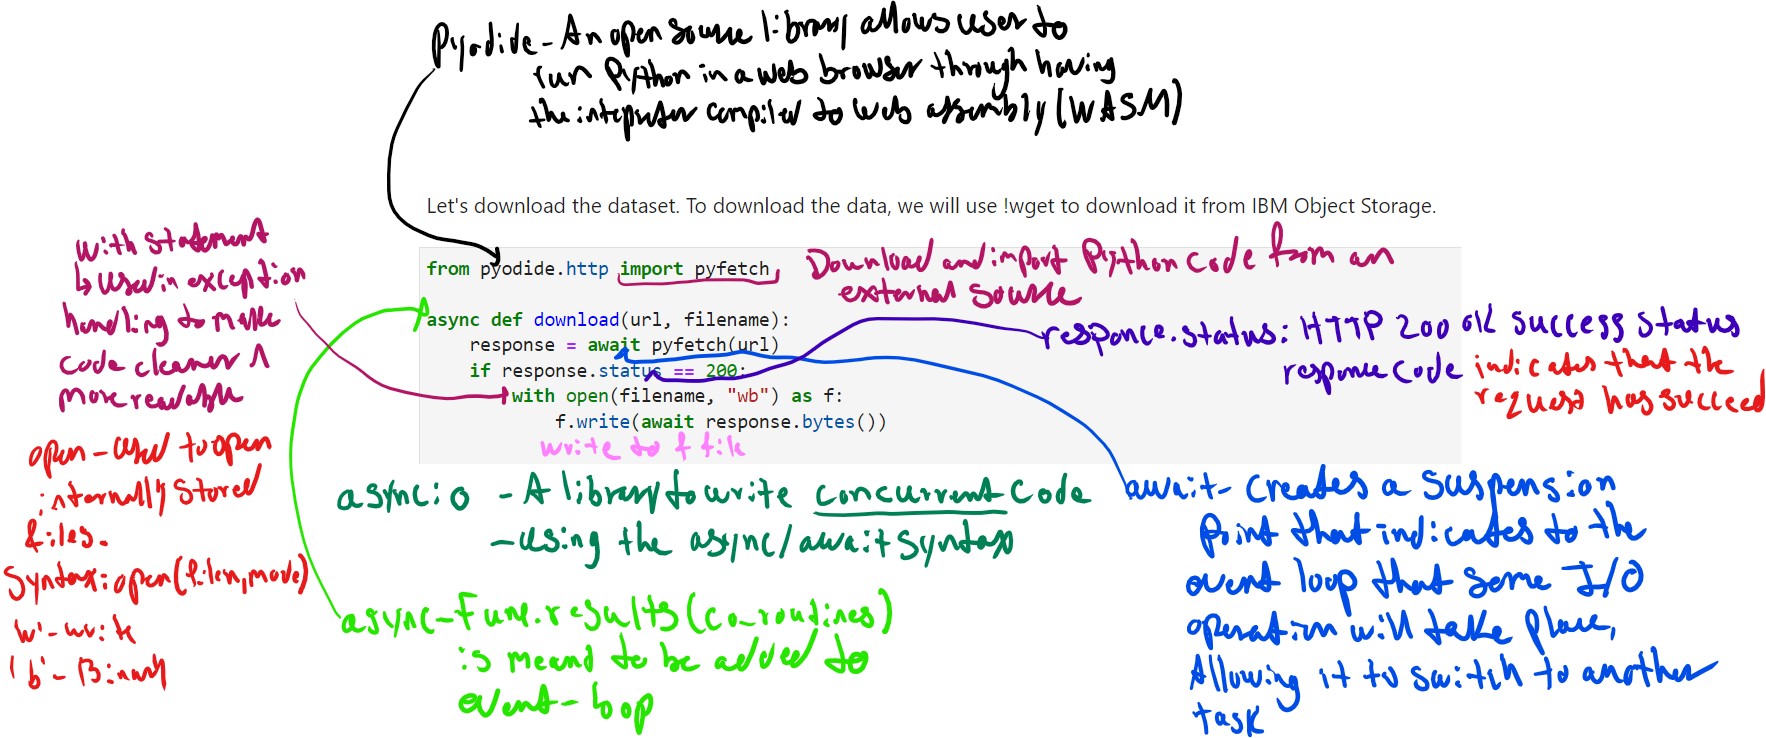 Pyodide - An open source library allows user to
run Python in a web browser through having
the intepreter compiled to web assembly (WASM)
Let's download the dataset. To download the data, we will use !wget to download it from IBM Object Storage.
from pyodide.http import pyfetch
Download and import Python code from an
external source
async def download(url, filename):
response = await pyfetch(url)
if response.status == 200:
with open(filename, "wb") as f:
f.write(await response.bytes())
write to f file
with statement
↳ used in exception
handling to make
code cleaner &
more readable
response.status: HTTP 200 OK success status
response code indicates that the
request has succeed
open - used to open
internally stored
files.
Syntax: open(filen, mode)
'w' - write
'b' - Binary
asyncio - A library to write concurrent code
- using the async/await syntax
async - Func. results (co-routines)
is meant to be added to
event-loop
await - creates a suspension
point that indicates to the
event loop that some I/O
operation will take place,
Allowing it to switch to another
task